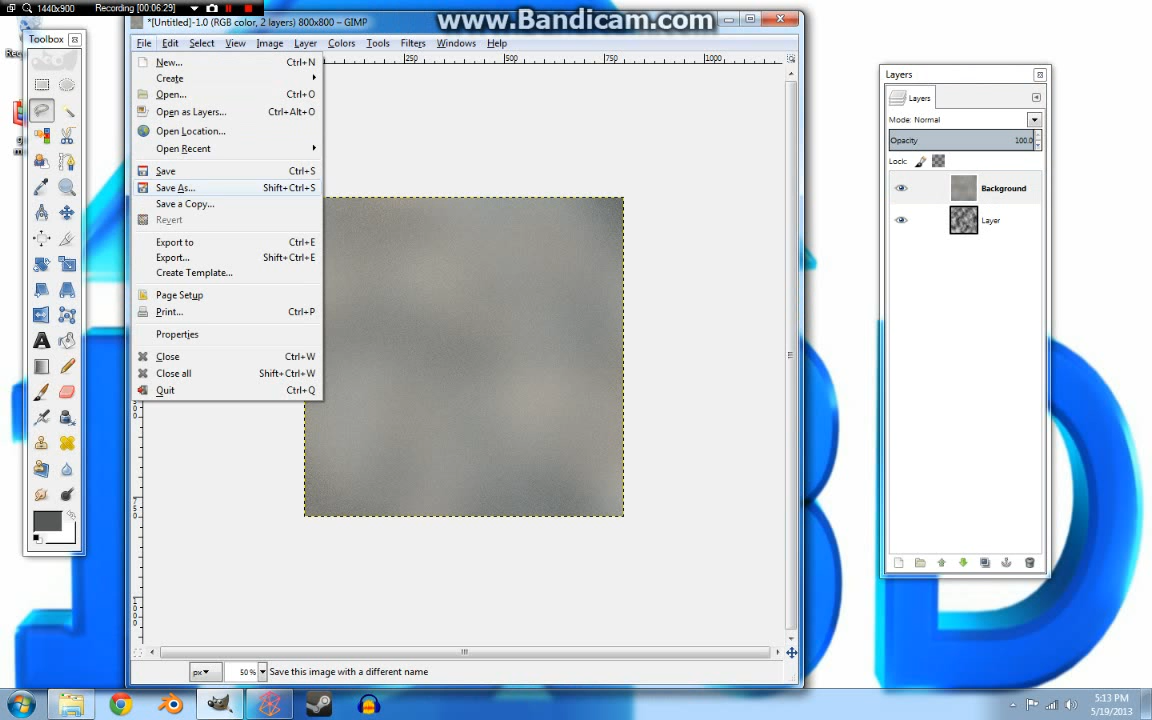 1440x900 Recording [00:06:29]
www.Bandicam.com
*[Untitled]-1.0 (RGB color, 2 layers) 800x800 – GIMP
Toolbox
File Edit Select View Image Layer Colors Tools Filters Windows Help
250 500 750 1000
New... Ctrl+N
Create
Open... Ctrl+O
Open as Layers... Ctrl+Alt+O
Open Location...
Open Recent
Save Ctrl+S
Save As... Shift+Ctrl+S
Save a Copy...
Revert
Export to Ctrl+E
Export... Shift+Ctrl+E
Create Template...
Page Setup
Print... Ctrl+P
Properties
Close Ctrl+W
Close all Shift+Ctrl+W
Quit Ctrl+Q
Layers
Layers
Mode: Normal
Opacity 100.0
Lock:
Background
Layer
px 50% Save this image with a different name
5:13 PM
5/19/2013